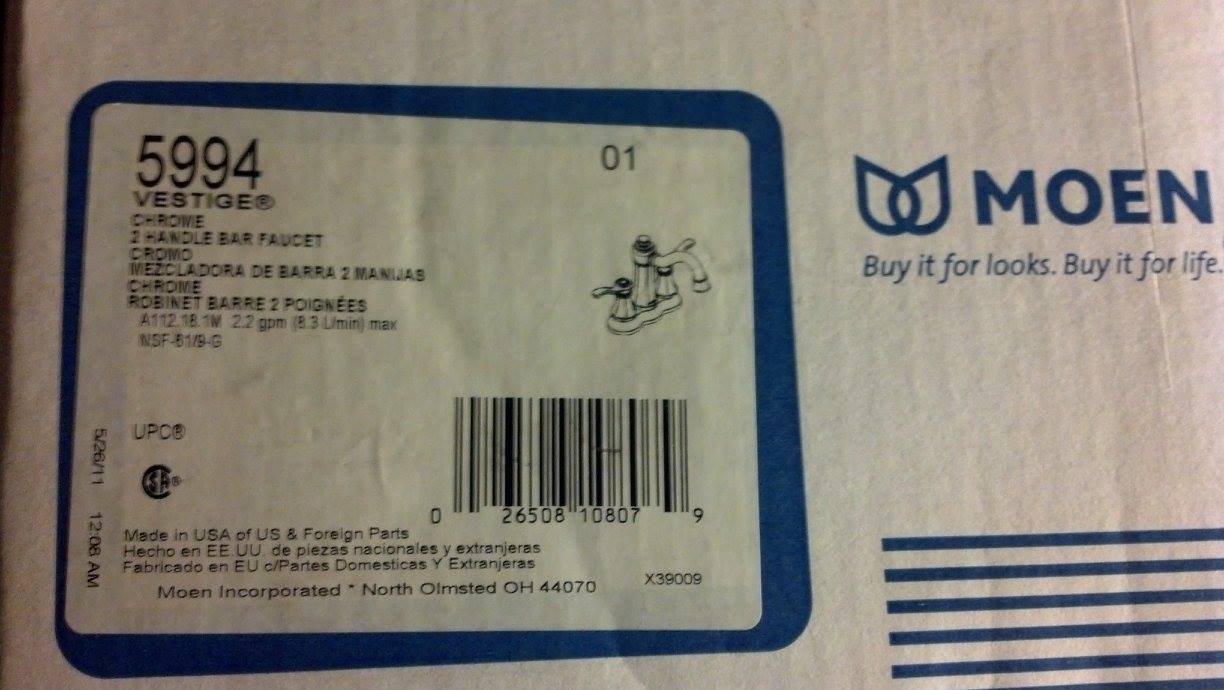 5994
01
VESTIGE®
CHROME
2 HANDLE BAR FAUCET
CROMO
MEZCLADORA DE BARRA 2 MANIJAS
CHROME
ROBINET BARRE 2 POIGNÉES
A112.18.1M 2.2 gpm (8.3 L/min) max
NSF-61/9-G
UPC®
SA®
5/26/11 12:08 AM
0 26508 10807 9
Made in USA of US & Foreign Parts
Hecho en EE.UU. de piezas nacionales y extranjeras
Fabricado en EU c/Partes Domesticas Y Extranjeras
Moen Incorporated * North Olmsted OH 44070
X39009
MOEN
Buy it for looks. Buy it for life.